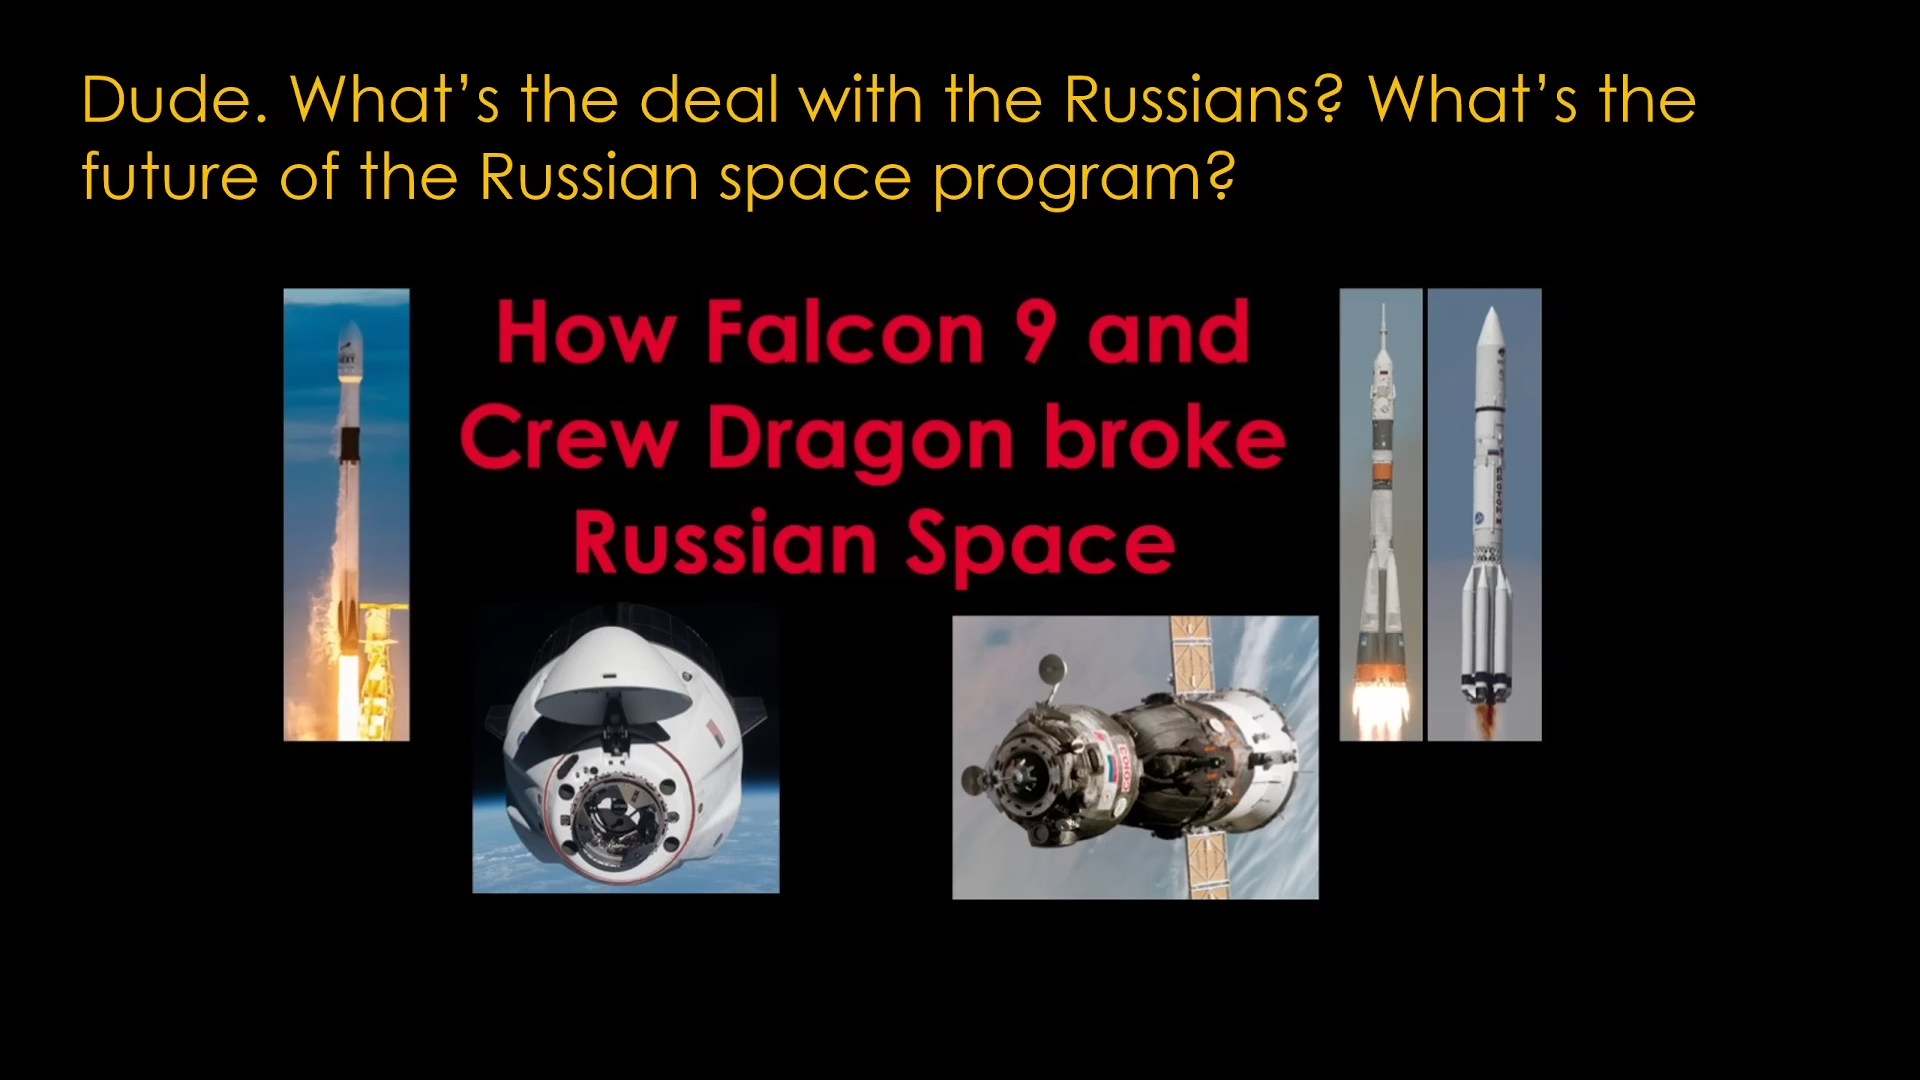 Dude. What’s the deal with the Russians? What’s the
future of the Russian space program?
How Falcon 9 and
Crew Dragon broke
Russian Space